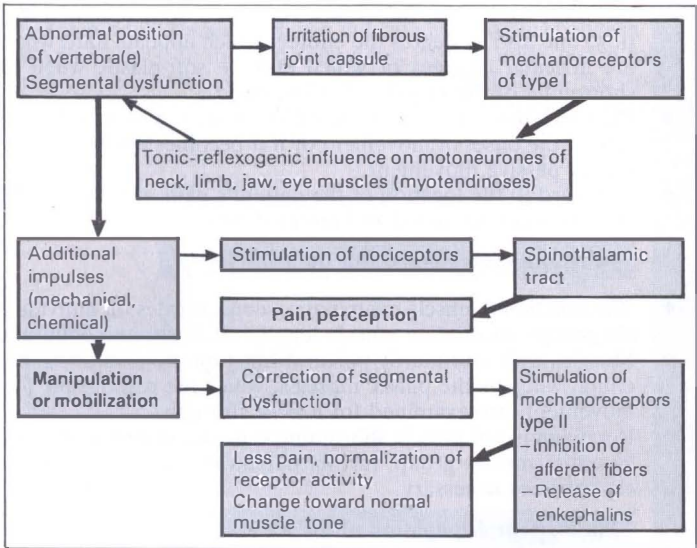 Abnormal position
of vertebra(e)
Segmental dysfunction
Irritation of fibrous
joint capsule
Stimulation of
mechanoreceptors
of type I
Tonic-reflexogenic influence on motoneurones of
neck, limb, jaw, eye muscles (myotendinoses)
Additional
impulses
(mechanical,
chemical)
Stimulation of nociceptors
Spinothalamic
tract
Pain perception
Manipulation
or mobilization
Correction of segmental
dysfunction
Stimulation of
mechanoreceptors
type II
–Inhibition of
afferent fibers
–Release of
enkephalins
Less pain, normalization of
receptor activity
Change toward normal
muscle tone